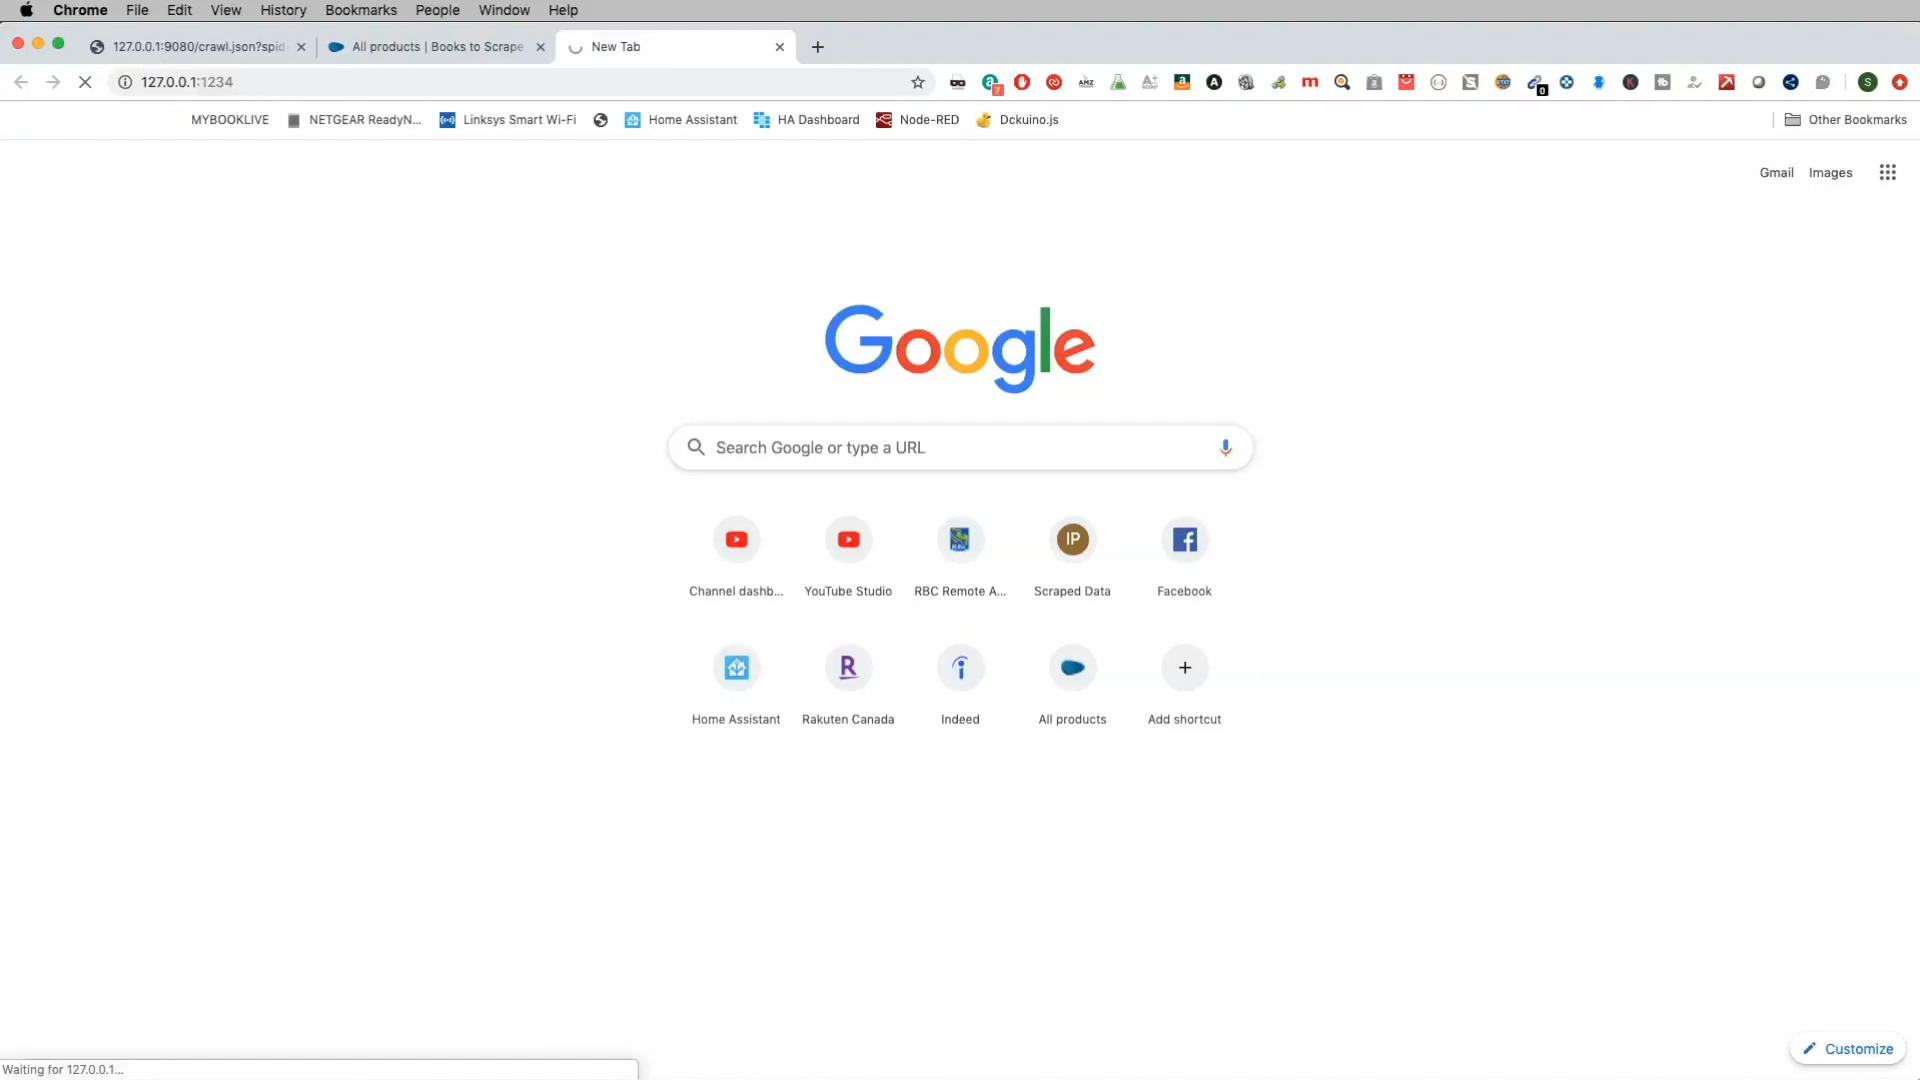 Chrome File Edit View History Bookmarks People Window Help
127.0.0.1:9080/crawl.json?spid All products | Books to Scrape New Tab
127.0.0.1:1234
MYBOOKLIVE NETGEAR ReadyN... Linksys Smart Wi-Fi Home Assistant HA Dashboard Node-RED Dckuino.js Other Bookmarks
Gmail Images
Google
Search Google or type a URL
IP
Channel dashb... YouTube Studio RBC Remote A... Scraped Data Facebook
Home Assistant Rakuten Canada Indeed All products Add shortcut
Customize
Waiting for 127.0.0.1...